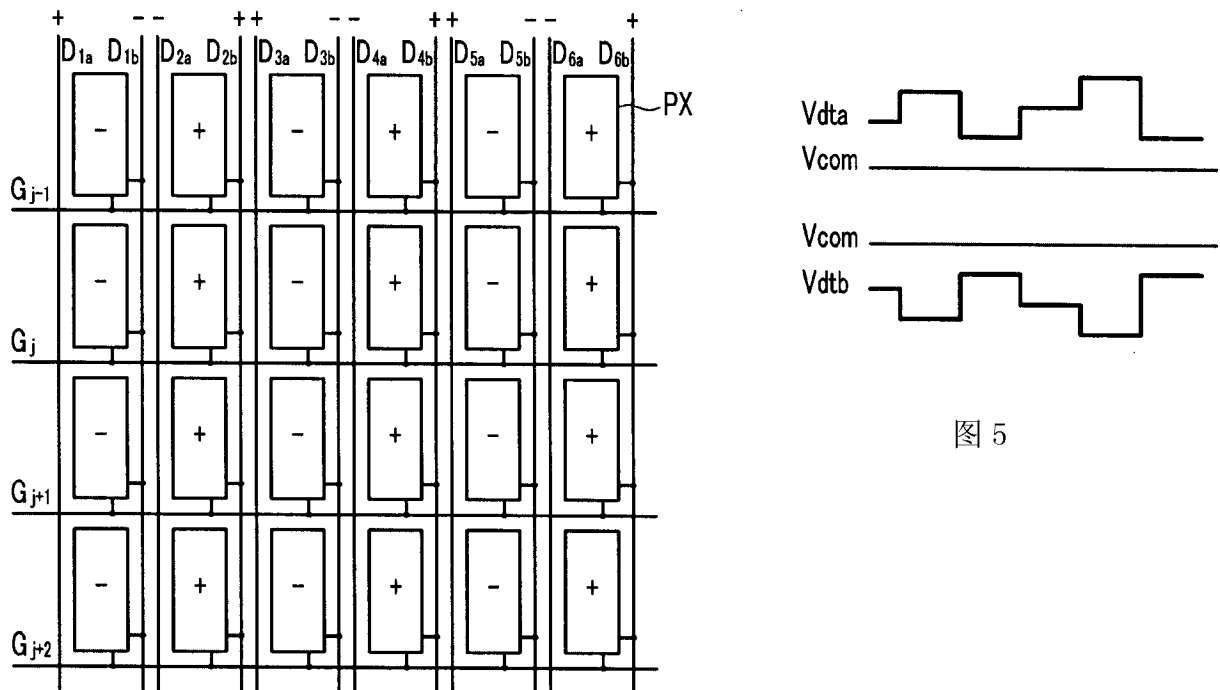 + -- ++ -- ++ -- +
D1a D1b D2a D2b D3a D3b D4a D4b D5a D5b D6a D6b
- + - + - +
PX
Gj-1
- + - + - +
Gj
- + - + - +
Gj+1
- + - + - +
Gj+2
Vdta
Vcom
Vcom
Vdtb
图 5